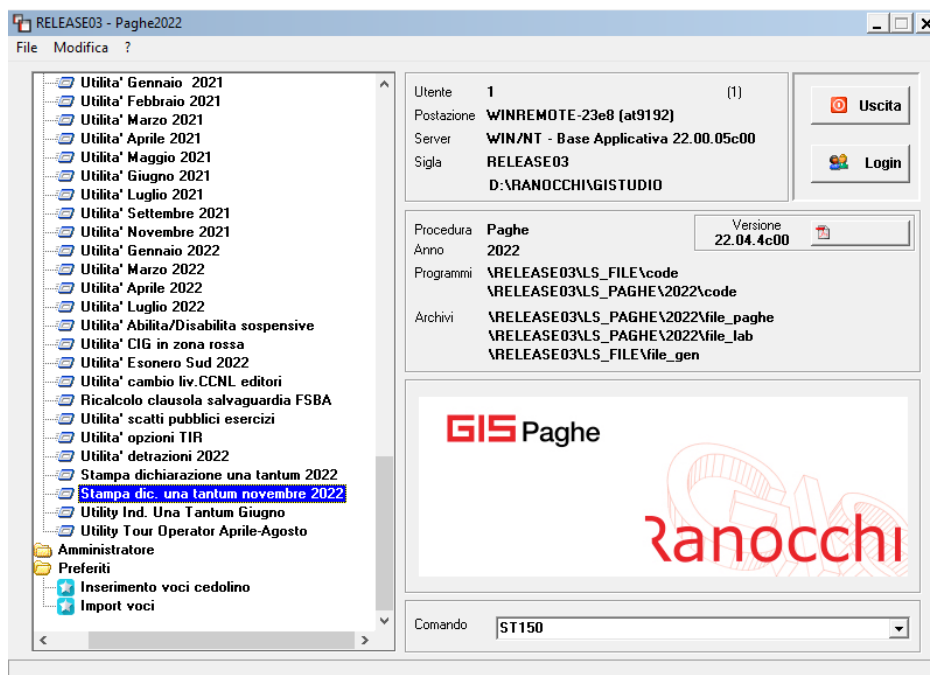 RELEASE03 - Paghe2022
File Modifica ?
Utilita' Gennaio 2021
Utilita' Febbraio 2021
Utilita' Marzo 2021
Utilita' Aprile 2021
Utilita' Maggio 2021
Utilita' Giugno 2021
Utilita' Luglio 2021
Utilita' Settembre 2021
Utilita' Novembre 2021
Utilita' Gennaio 2022
Utilita' Marzo 2022
Utilita' Aprile 2022
Utilita' Luglio 2022
Utilita' Abilita/Disabilita sospensive
Utilita' CIG in zona rossa
Utilita' Esonero Sud 2022
Utilita' cambio liv.CCNL editori
Ricalcolo clausola salvaguardia FSBA
Utilita' scatti pubblici esercizi
Utilita' opzioni TIR
Utilita' detrazioni 2022
Stampa dichiarazione una tantum 2022
Stampa dic. una tantum novembre 2022
Utility Ind. Una Tantum Giugno
Utility Tour Operator Aprile-Agosto
Amministratore
Preferiti
Inserimento voci cedolino
Import voci
Utente 1 (1)
Postazione WINREMOTE-23e8 (at9192)
Server WIN/NT - Base Applicativa 22.00.05c00
Sigla RELEASE03
D:\RANOCCHI\GISTUDIO
Uscita
Login
Procedura Paghe
Anno 2022
Versione
22.04.4c00
Programmi \RELEASE03\LS_FILE\code
\RELEASE03\LS_PAGHE\2022\code
Archivi \RELEASE03\LS_PAGHE\2022\file_paghe
\RELEASE03\LS_PAGHE\2022\file_lab
\RELEASE03\LS_FILE\file_gen
GIS Paghe
Ranocchi
Comando ST150